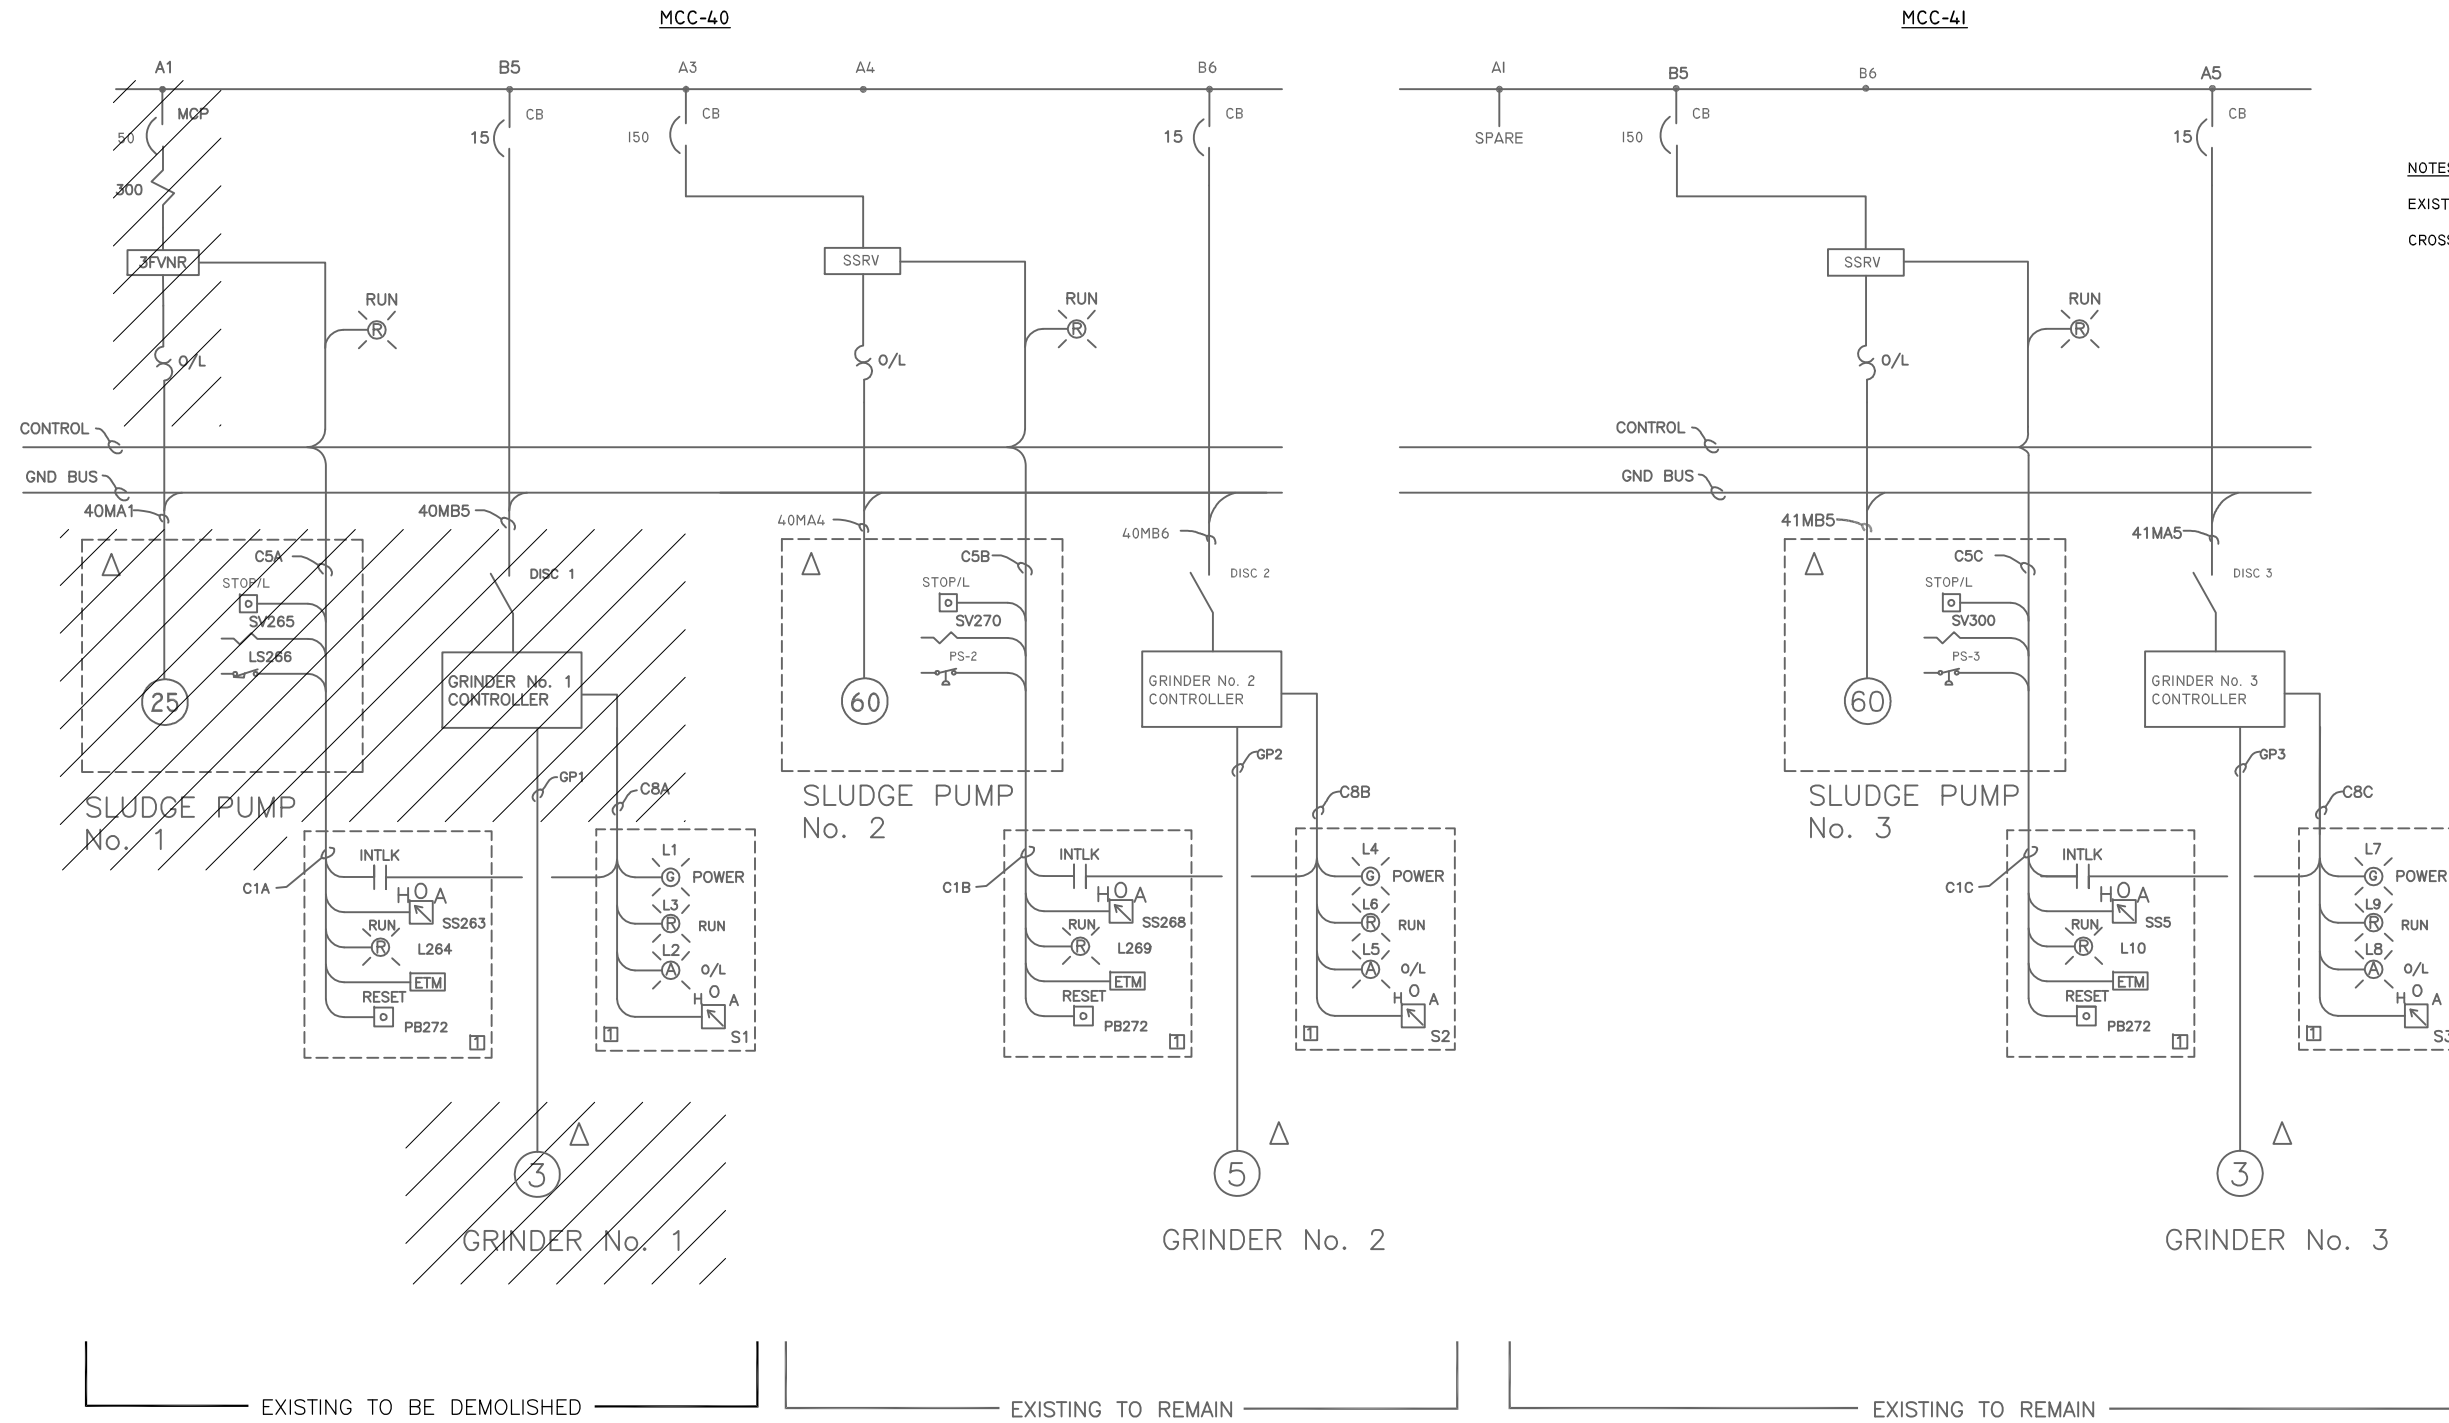 MCC-40
MCC-41
A1
B5
A3
A4
B6
A1
B5
B6
A5
MCP
CB
CB
CB
CB
CB
50
15
150
15
SPARE
150
15
NOTES
EXIST
CROSS
300
3FVNR
SSRV
SSRV
RUN
RUN
RUN
R
R
R
O/L
O/L
O/L
CONTROL
CONTROL
GND BUS
GND BUS
40MA1
40MB5
40MA4
40MB6
41MB5
41MA5
C5A
C5B
C5C
STOP/L
DISC 1
STOP/L
DISC 2
STOP/L
DISC 3
SV265
SV270
SV300
LS266
PS-2
PS-3
25
GRINDER No. 1
CONTROLLER
60
GRINDER No. 2
CONTROLLER
60
GRINDER No. 3
CONTROLLER
GP1
C8A
GP2
C8B
GP3
C8C
SLUDGE PUMP
No. 1
SLUDGE PUMP
No. 2
SLUDGE PUMP
No. 3
C1A
INTLK
H O A
SS263
RUN
R
L264
ETM
RESET
PB272
1
L1
G
POWER
L3
R
RUN
L2
A
O/L
H O A
1
S1
C1B
INTLK
H O A
SS268
RUN
R
L269
ETM
RESET
PB272
1
L4
G
POWER
L6
R
RUN
L5
A
O/L
H O A
1
S2
C1C
INTLK
H O A
SS5
RUN
R
L10
ETM
RESET
PB272
1
L7
G
POWER
L9
R
RUN
L8
A
O/L
H O A
1
S3
3
5
3
GRINDER No. 1
GRINDER No. 2
GRINDER No. 3
EXISTING TO BE DEMOLISHED
EXISTING TO REMAIN
EXISTING TO REMAIN